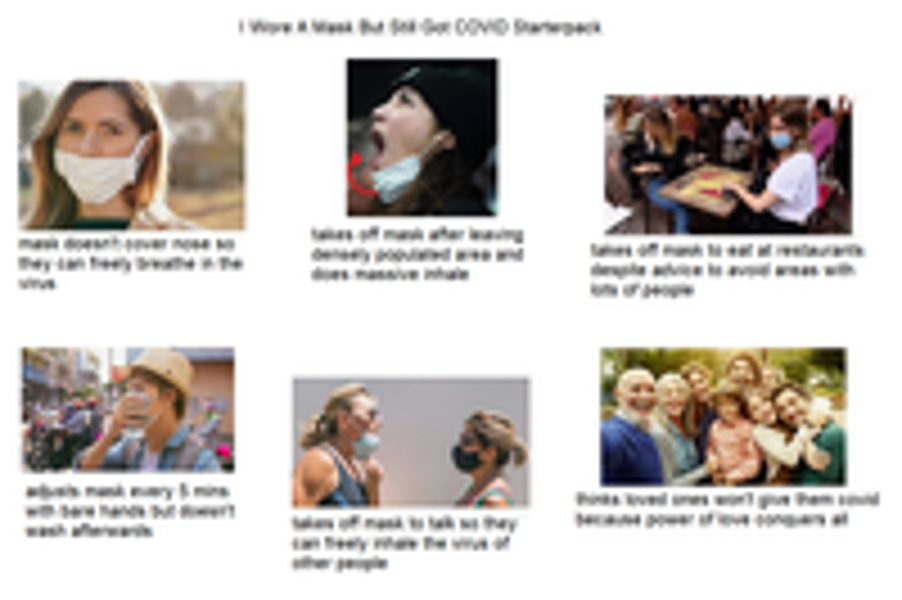 I Wore A Mask But Still Got COVID Starterpack
mask doesn't cover nose so
they can freely breathe in the
virus
takes off mask after leaving
densely populated area and
does massive inhale
takes off mask to eat at restaurants
despite advice to avoid areas with
lots of people
adjusts mask every 5 mins
with bare hands but doesn't
wash afterwards
takes off mask to talk so they
can freely inhale the virus of
other people
thinks loved ones won't give them covid
because power of love conquers all